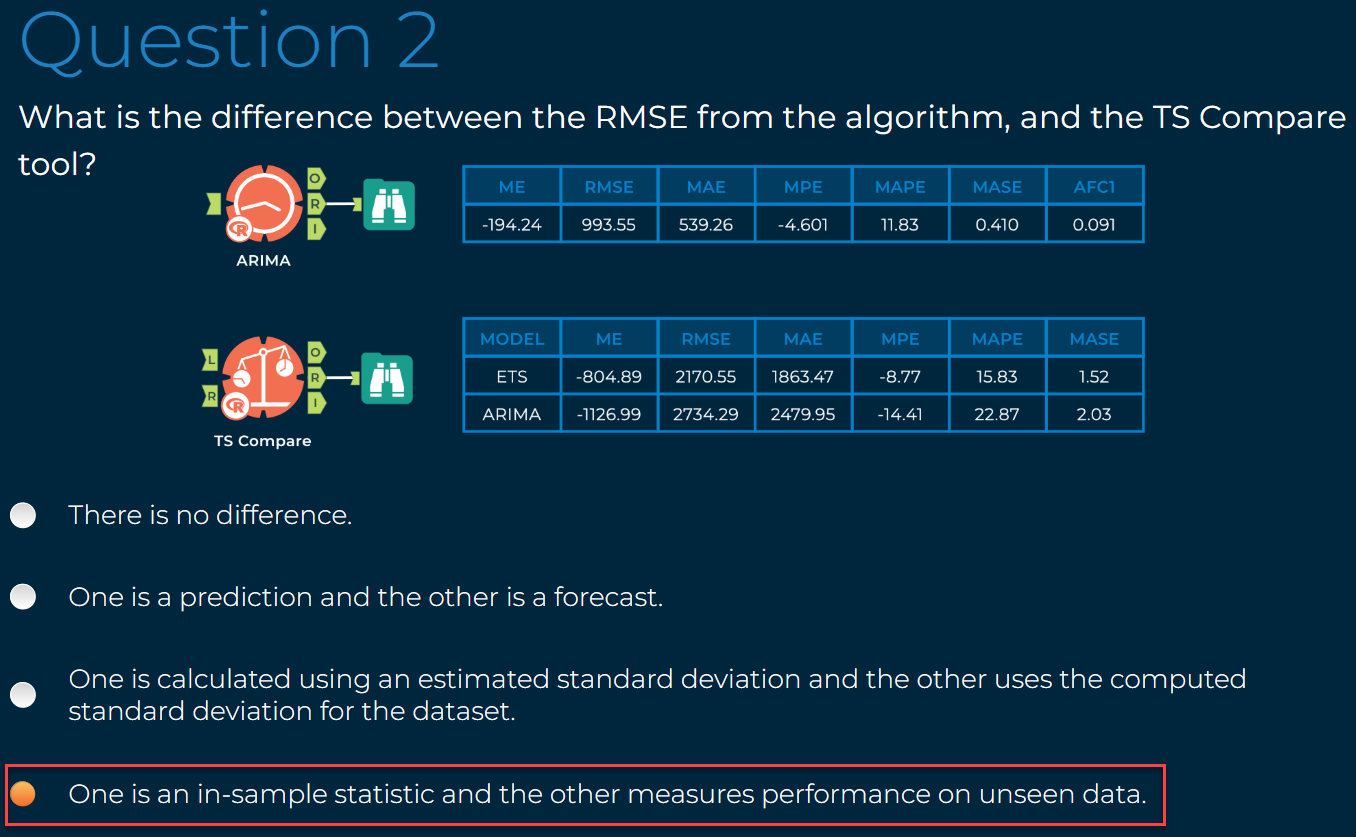 Question 2
What is the difference between the RMSE from the algorithm, and the TS Compare
tool?
O
R
I
R
ARIMA
ME RMSE MAE MPE MAPE MASE AFC1
-194.24 993.55 539.26 -4.601 11.83 0.410 0.091
L
R
O
R
I
R
TS Compare
MODEL ME RMSE MAE MPE MAPE MASE
ETS -804.89 2170.55 1863.47 -8.77 15.83 1.52
ARIMA -1126.99 2734.29 2479.95 -14.41 22.87 2.03
There is no difference.
One is a prediction and the other is a forecast.
One is calculated using an estimated standard deviation and the other uses the computed
standard deviation for the dataset.
One is an in-sample statistic and the other measures performance on unseen data.